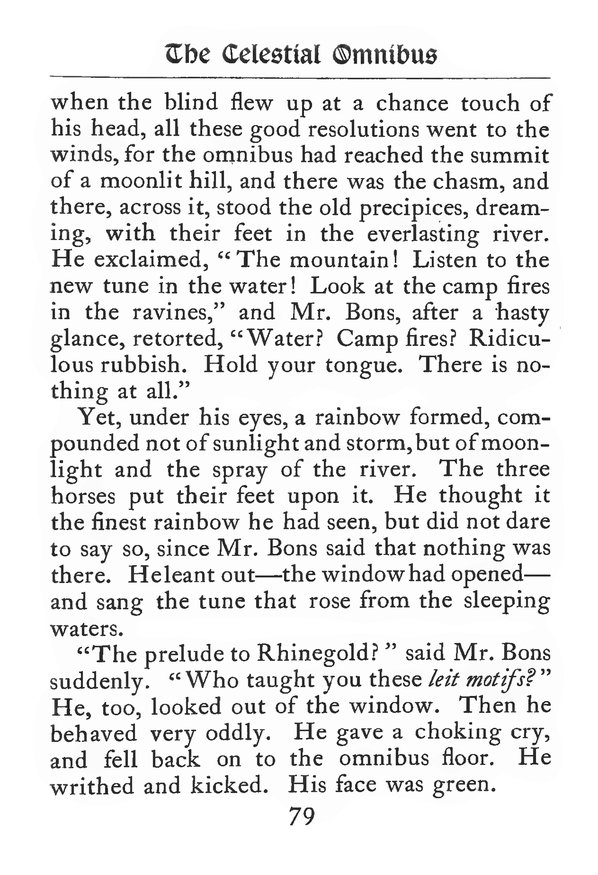 The Celestial Omnibus
when the blind flew up at a chance touch of
his head, all these good resolutions went to the
winds, for the omnibus had reached the summit
of a moonlit hill, and there was the chasm, and
there, across it, stood the old precipices, dream-
ing, with their feet in the everlasting river.
He exclaimed, “The mountain! Listen to the
new tune in the water! Look at the camp fires
in the ravines,” and Mr. Bons, after a hasty
glance, retorted, “Water? Camp fires? Ridicu-
lous rubbish. Hold your tongue. There is no-
thing at all.”
Yet, under his eyes, a rainbow formed, com-
pounded not of sunlight and storm, but of moon-
light and the spray of the river. The three
horses put their feet upon it. He thought it
the finest rainbow he had seen, but did not dare
to say so, since Mr. Bons said that nothing was
there. He leant out—the window had opened—
and sang the tune that rose from the sleeping
waters.
“The prelude to Rhinegold?” said Mr. Bons
suddenly. “Who taught you these leit motifs?”
He, too, looked out of the window. Then he
behaved very oddly. He gave a choking cry,
and fell back on to the omnibus floor. He
writhed and kicked. His face was green.
79